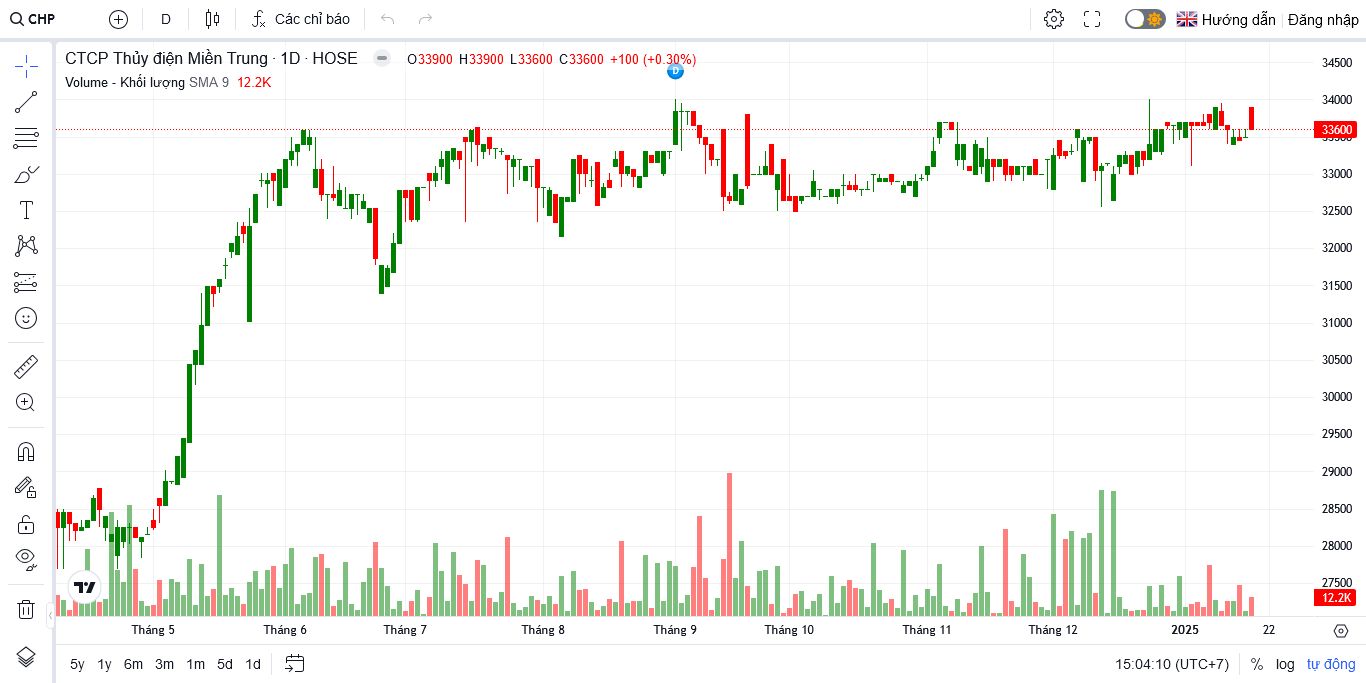 CHP D Các chỉ báo Hướng dẫn Đăng nhập
CTCP Thủy điện Miền Trung · 1D · HOSE O33900 H33900 L33600 C33600 +100 (+0.30%)
Volume - Khối lượng SMA 9 12.2K
D
34500
34000
33600
33500
33000
32500
32000
31500
31000
30500
30000
29500
29000
28500
28000
27500
12.2K
Tháng 5 Tháng 6 Tháng 7 Tháng 8 Tháng 9 Tháng 10 Tháng 11 Tháng 12 2025 22
5y 1y 6m 3m 1m 5d 1d 15:04:10 (UTC+7) % log tự động